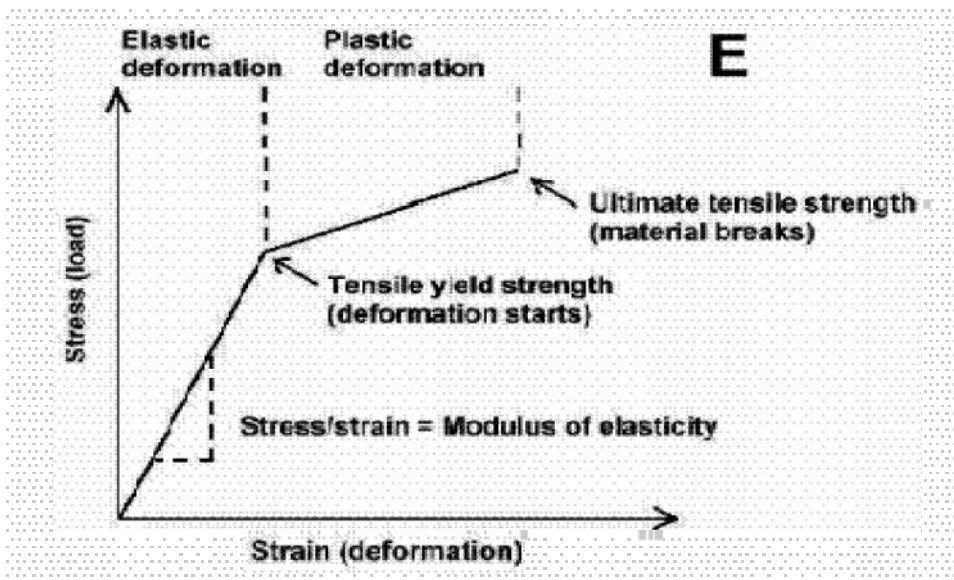 Elastic
deformation
Plastic
deformation
E
Ultimate tensile strength
(material breaks)
Tensile yield strength
(deformation starts)
Stress (load)
Stress/strain = Modulus of elasticity
Strain (deformation)